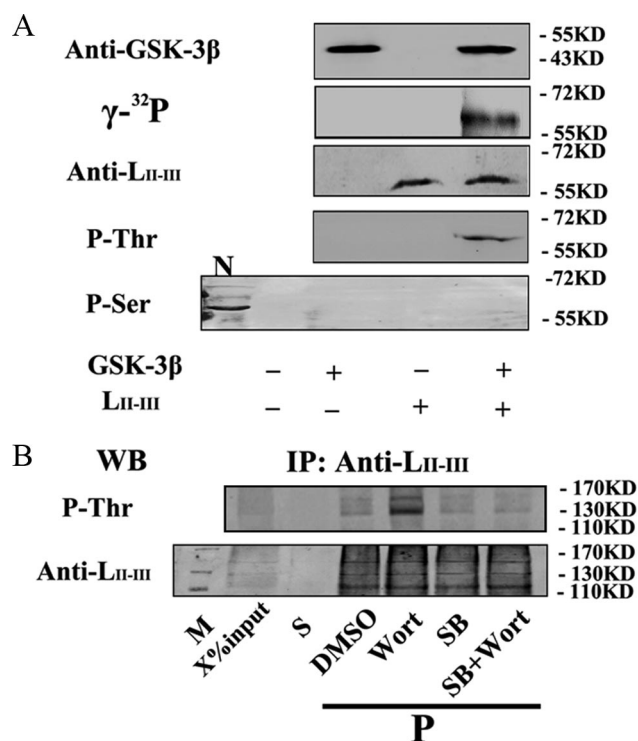 A
Anti-GSK-3β
- 55KD
- 43KD
γ-³²P
- 72KD
- 55KD
Anti-LII-III
- 72KD
- 55KD
P-Thr
- 72KD
- 55KD
N
P-Ser
-72KD
- 55KD
GSK-3β − + − +
LII-III − − + +
B
WB IP: Anti-LII-III
P-Thr
- 170KD
- 130KD
- 110KD
Anti-LII-III
- 170KD
- 130KD
- 110KD
M X%input S DMSO Wort SB SB+Wort
P